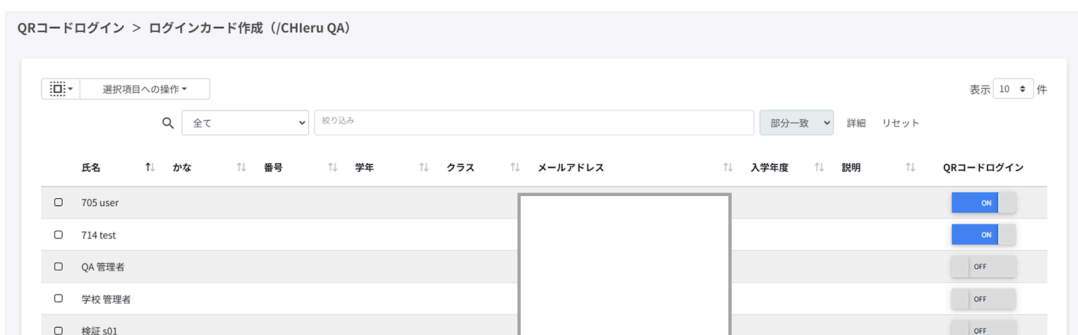 QRコードログイン > ログインカード作成（/CHIeru QA）
選択項目への操作 表示 10 件
全て 絞り込み 部分一致 詳細 リセット
氏名 ↑↓ かな ↑↓ 番号 ↑↓ 学年 ↑↓ クラス ↑↓ メールアドレス ↑↓ 入学年度 ↑↓ 説明 ↑↓ QRコードログイン
705 user ON
714 test ON
QA 管理者 OFF
学校 管理者 OFF
検証 s01 OFF